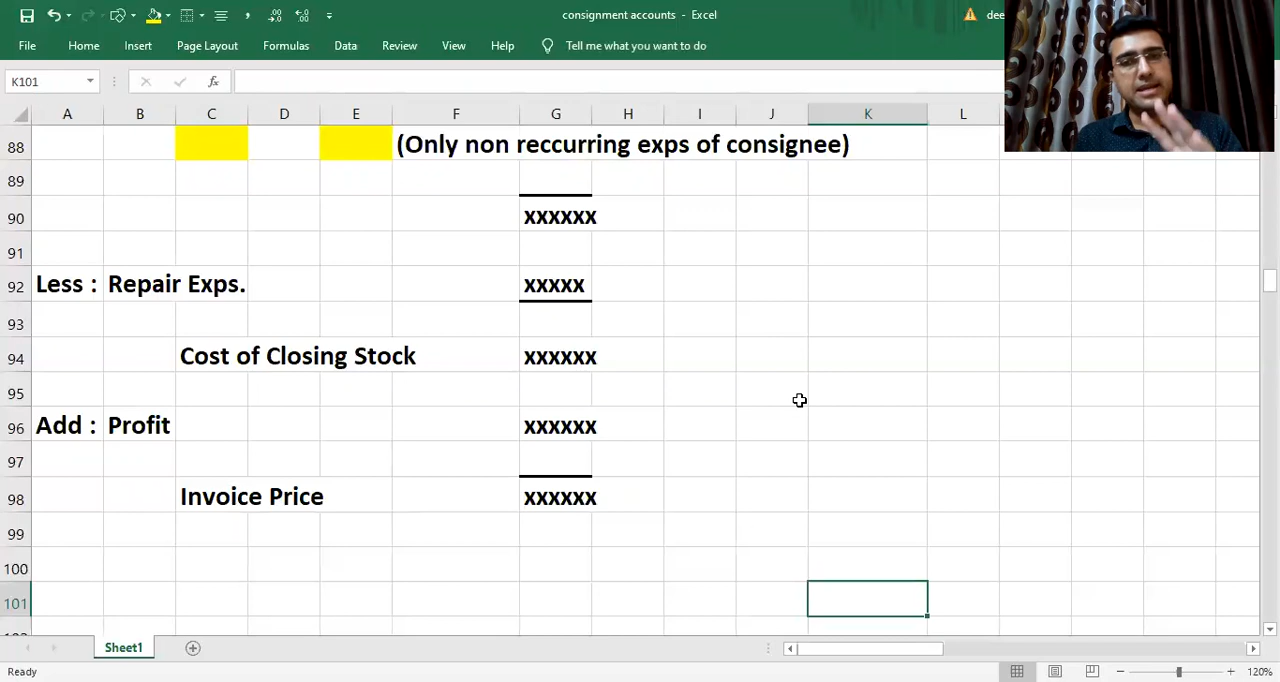 consignment accounts - Excel
dee
File Home Insert Page Layout Formulas Data Review View Help Tell me what you want to do
K101 fx
A B C D E F G H I J K L
88 (Only non reccurring exps of consignee)
89
90 xxxxxx
91
92 Less : Repair Exps. xxxxx
93
94 Cost of Closing Stock xxxxxx
95
96 Add : Profit xxxxxx
97
98 Invoice Price xxxxxx
99
100
101
Sheet1
Ready 120%